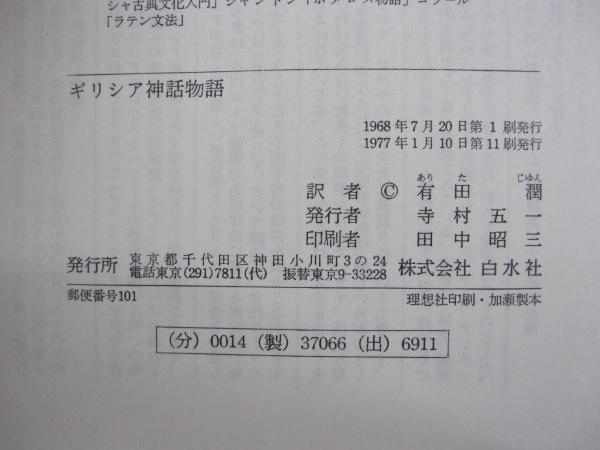 「ラテン文法」
ギリシア神話物語
1968年7月20日第1刷発行
1977年1月10日第11刷発行
あり た じゆん
訳者 © 有田 潤
発行者 寺村五一
印刷者 田中昭三
発行所 東京都千代田区神田小川町3の24 株式会社 白水社
電話東京(291)7811(代) 振替東京9-33228
郵便番号101 理想社印刷・加瀬製本
(分) 0014 (製) 37066 (出) 6911